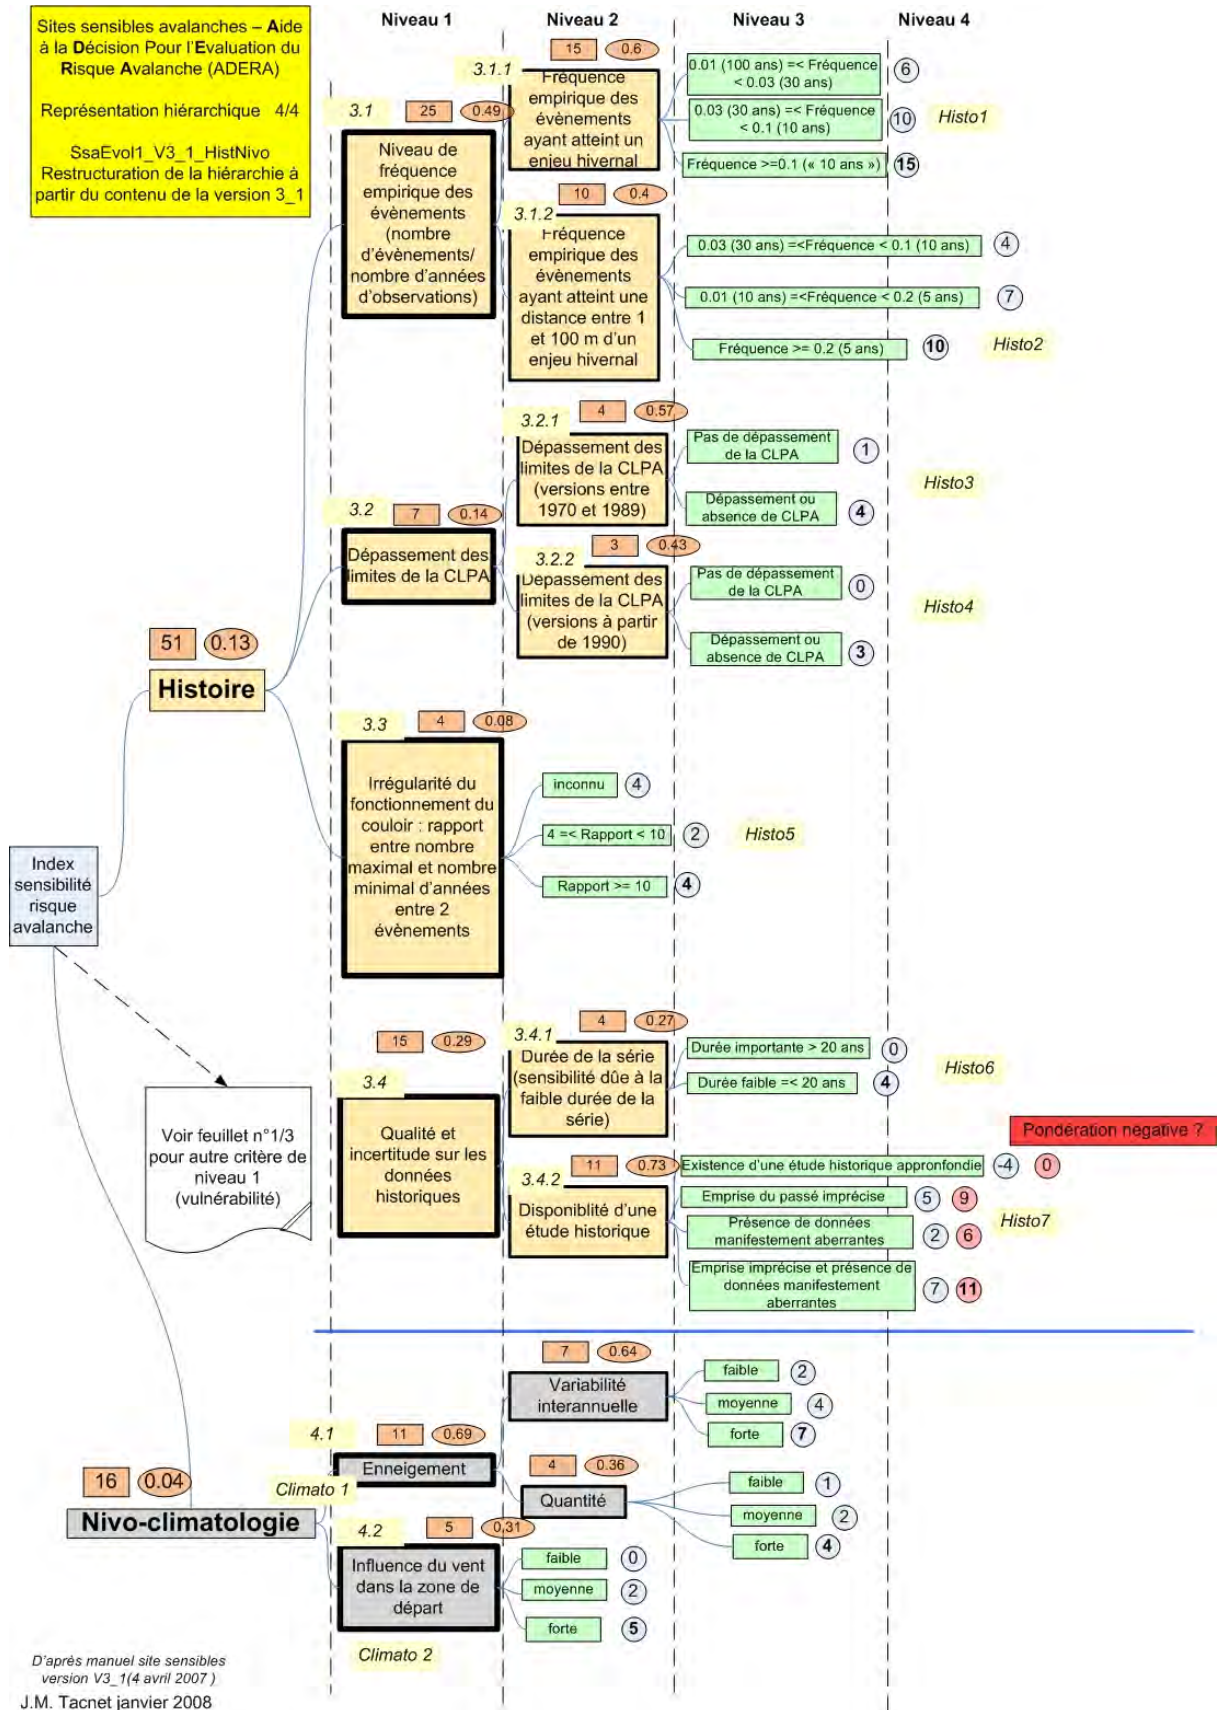 Sites sensibles avalanches – Aide
à la Décision Pour l'Evaluation du
Risque Avalanche (ADERA)
Représentation hiérarchique 4/4
SsaEvol1_V3_1_HistNivo
Restructuration de la hiérarchie à
partir du contenu de la version 3_1
Niveau 1
Niveau 2
Niveau 3
Niveau 4
3.1
25
0.49
Niveau de
fréquence
empirique des
évènements
(nombre
d'évènements/
nombre d'années
d'observations)
15
0.6
3.1.1
Fréquence
empirique des
évènements
ayant atteint un
enjeu hivernal
0.01 (100 ans) =< Fréquence
< 0.03 (30 ans)
6
0.03 (30 ans) =< Fréquence
< 0.1 (10 ans)
10
Histo1
Fréquence >=0.1 (« 10 ans »)
15
10
0.4
3.1.2
Fréquence
empirique des
évènements
ayant atteint une
distance entre 1
et 100 m d'un
enjeu hivernal
0.03 (30 ans) =<Fréquence < 0.1 (10 ans)
4
0.01 (10 ans) =<Fréquence < 0.2 (5 ans)
7
Fréquence >= 0.2 (5 ans)
10
Histo2
3.2
7
0.14
Dépassement des
limites de la CLPA
4
0.57
3.2.1
Dépassement des
limites de la CLPA
(versions entre
1970 et 1989)
Pas de dépassement
de la CLPA
1
Histo3
Dépassement ou
absence de CLPA
4
3
0.43
3.2.2
Dépassement des
limites de la CLPA
(versions à partir
de 1990)
Pas de dépassement
de la CLPA
0
Histo4
Dépassement ou
absence de CLPA
3
51
0.13
Histoire
3.3
4
0.08
Irrégularité du
fonctionnement du
couloir : rapport
entre nombre
maximal et nombre
minimal d'années
entre 2
évènements
inconnu
4
4 =< Rapport < 10
2
Histo5
Rapport >= 10
4
Index
sensibilité
risque
avalanche
Voir feuillet n°1/3
pour autre critère de
niveau 1
(vulnérabilité)
15
0.29
3.4
Qualité et
incertitude sur les
données
historiques
4
0.27
3.4.1
Durée de la série
(sensibilité dûe à la
faible durée de la
série)
Durée importante > 20 ans
0
Histo6
Durée faible =< 20 ans
4
Pondération negative ?
11
0.73
3.4.2
Disponiblité d'une
étude historique
Existence d'une étude historique appronfondie
-4
0
Emprise du passé imprécise
5
9
Histo7
Présence de données
manifestement aberrantes
2
6
Emprise imprécise et présence de
données manifestement
aberrantes
7
11
7
0.64
Variabilité
interannuelle
faible
2
moyenne
4
forte
7
4.1
11
0.69
Enneigement
Climato 1
4
0.36
Quantité
faible
1
moyenne
2
forte
4
16
0.04
Nivo-climatologie
4.2
5
0,31
Influence du vent
dans la zone de
départ
faible
0
moyenne
2
forte
5
Climato 2
D'après manuel site sensibles
version V3_1(4 avril 2007 )
J.M. Tacnet janvier 2008